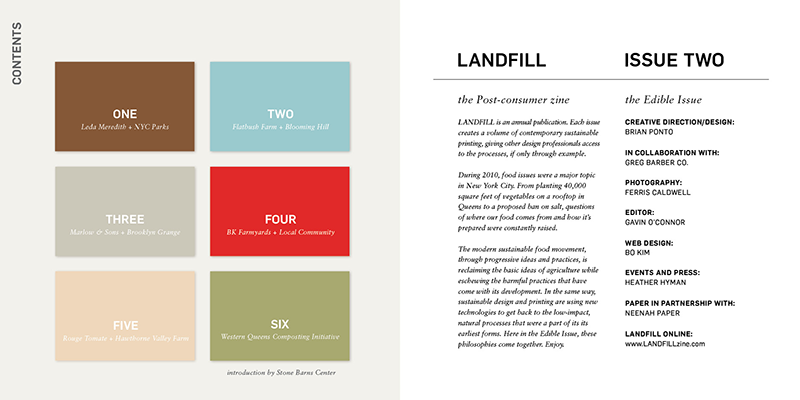 CONTENTS
ONE
Leda Meredith + NYC Parks
TWO
Flatbush Farm + Blooming Hill
THREE
Marlow & Sons + Brooklyn Grange
FOUR
BK Farmyards + Local Community
FIVE
Rouge Tomate + Hawthorne Valley Farm
SIX
Western Queens Composting Initiative
introduction by Stone Barns Center
LANDFILL
the Post-consumer zine
LANDFILL is an annual publication. Each issue
creates a volume of contemporary sustainable
printing, giving other design professionals access
to the processes, if only through example.
During 2010, food issues were a major topic
in New York City. From planting 40,000
square feet of vegetables on a rooftop in
Queens to a proposed ban on salt, questions
of where our food comes from and how it's
prepared were constantly raised.
The modern sustainable food movement,
through progressive ideas and practices, is
reclaiming the basic ideas of agriculture while
eschewing the harmful practices that have
come with its development. In the same way,
sustainable design and printing are using new
technologies to get back to the low-impact,
natural processes that were a part of its its
earliest forms. Here in the Edible Issue, these
philosophies come together. Enjoy.
ISSUE TWO
the Edible Issue
CREATIVE DIRECTION/DESIGN:
BRIAN PONTO
IN COLLABORATION WITH:
GREG BARBER CO.
PHOTOGRAPHY:
FERRIS CALDWELL
EDITOR:
GAVIN O'CONNOR
WEB DESIGN:
BO KIM
EVENTS AND PRESS:
HEATHER HYMAN
PAPER IN PARTNERSHIP WITH:
NEENAH PAPER
LANDFILL ONLINE:
www.LANDFILLzine.com